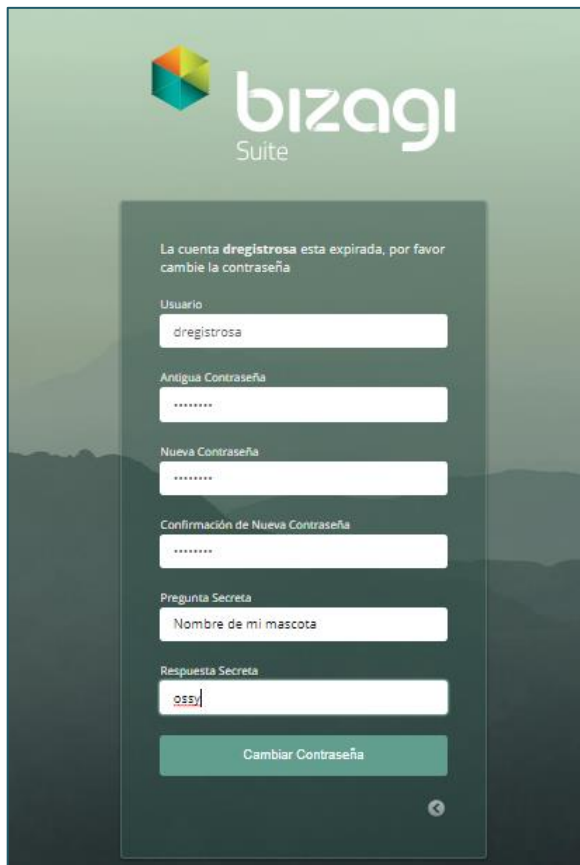 bizagi
Suite
La cuenta dregistrosa esta expirada, por favor
cambie la contraseña
Usuario
dregistrosa
Antigua Contraseña
••••••••
Nueva Contraseña
••••••••
Confirmación de Nueva Contraseña
••••••••
Pregunta Secreta
Nombre de mi mascota
Respuesta Secreta
ossy
Cambiar Contraseña